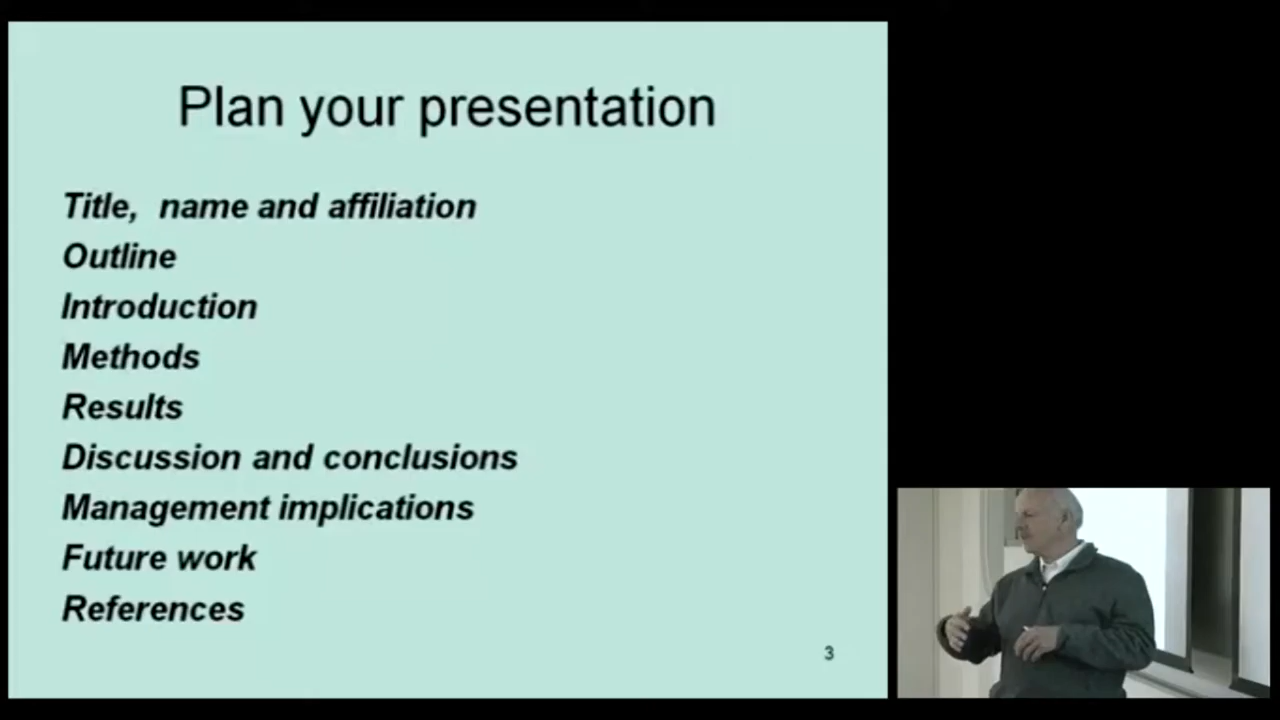 Plan your presentation
Title,  name and affiliation
Outline
Introduction
Methods
Results
Discussion and conclusions
Management implications
Future work
References
3